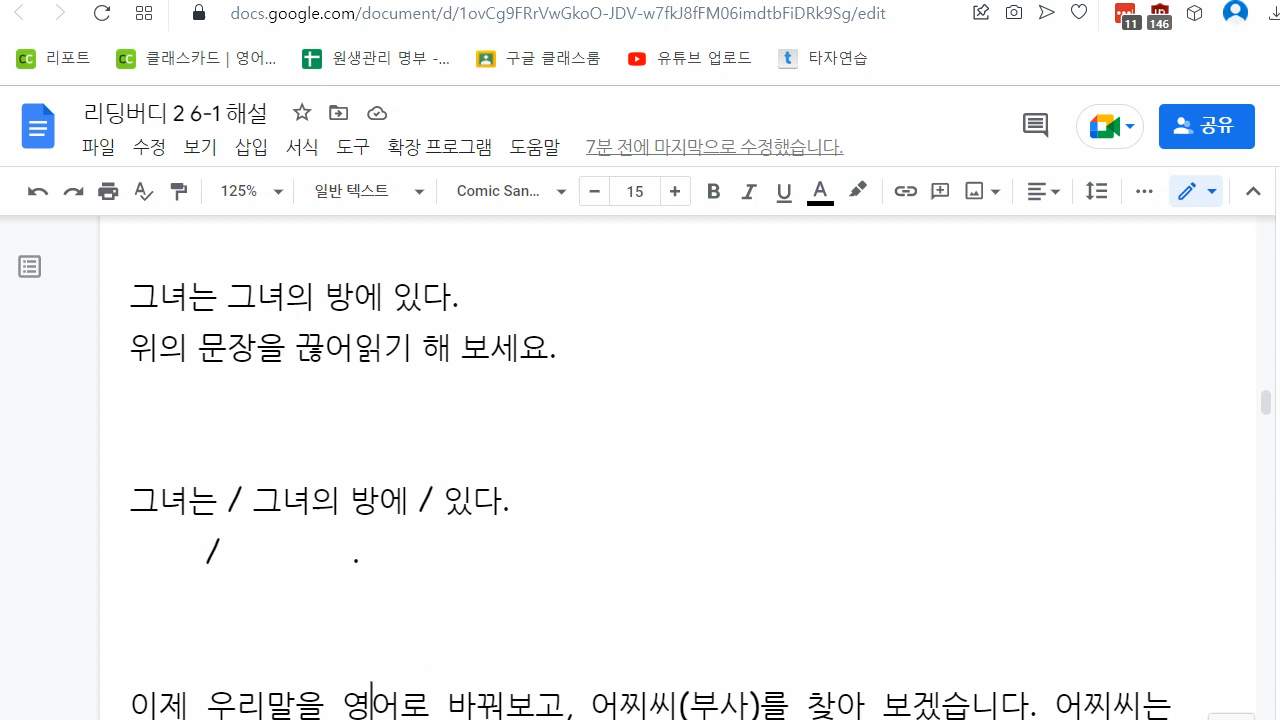 docs.google.com/document/d/1ovCg9FRrVwGkoO-JDV-w7fkJ8fFM06imdtbFiDRk9Sg/edit
11 146
리포트 클래스카드 | 영어... 원생관리 명부 -... 구글 클래스룸 유튜브 업로드 타자연습
리딩버디 2 6-1 해설
공유
파일 수정 보기 삽입 서식 도구 확장 프로그램 도움말 7분 전에 마지막으로 수정했습니다.
125% 일반 텍스트 Comic San... − 15 + B I U A
그녀는 그녀의 방에 있다.
위의 문장을 끊어읽기 해 보세요.
그녀는 / 그녀의 방에 / 있다.
/ .
이제 우리말을 영어로 바꿔보고, 어찌씨(부사)를 찾아 보겠습니다. 어찌씨는